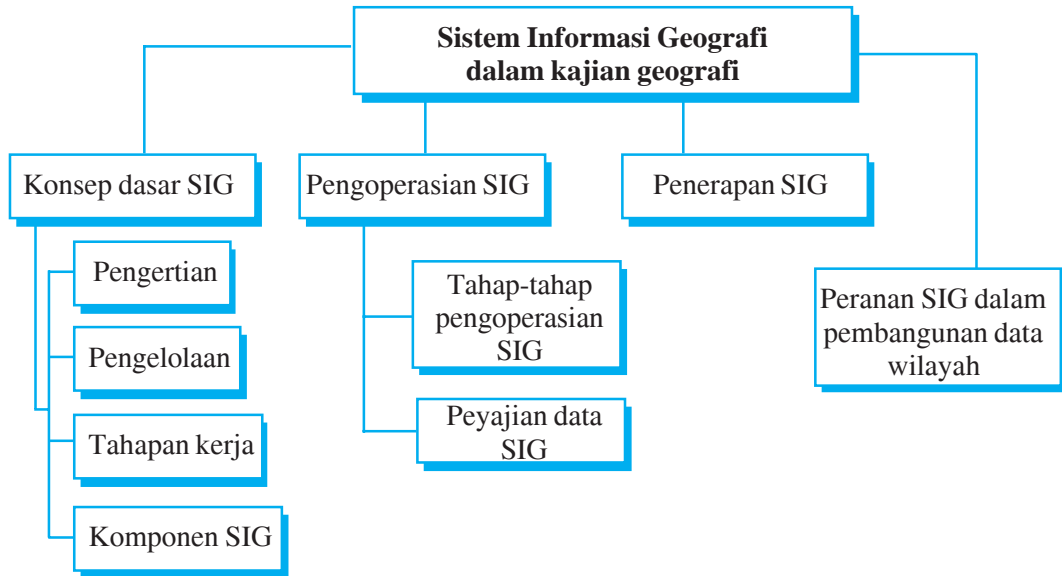 Sistem Informasi Geografi
dalam kajian geografi
Konsep dasar SIG
Pengertian
Pengelolaan
Tahapan kerja
Komponen SIG
Pengoperasian SIG
Tahap-tahap
pengoperasian
SIG
Peyajian data
SIG
Penerapan SIG
Peranan SIG dalam
pembangunan data
wilayah